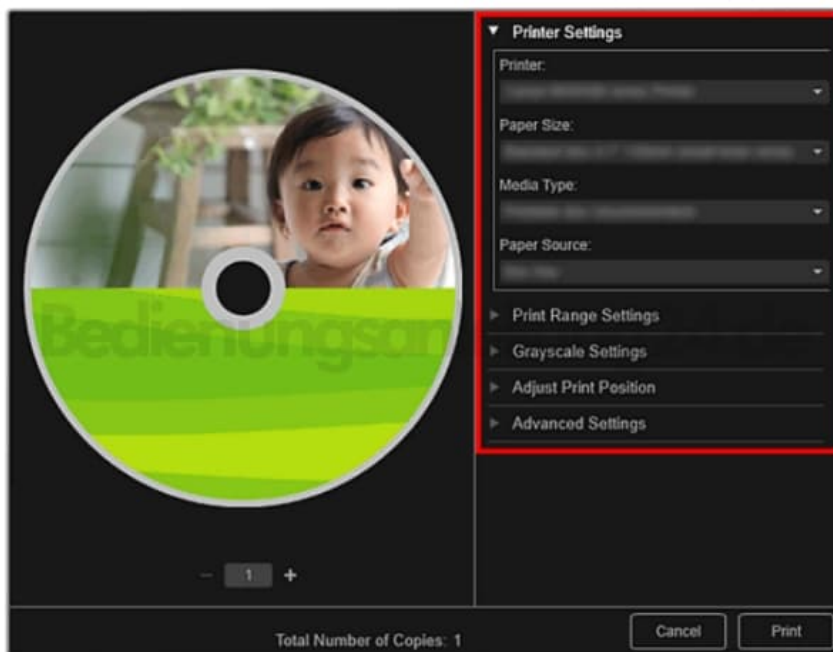 Printer Settings
Printer:
Paper Size:
Media Type:
Paper Source:
Print Range Settings
Grayscale Settings
Adjust Print Position
Advanced Settings
1
Total Number of Copies: 1
Cancel
Print